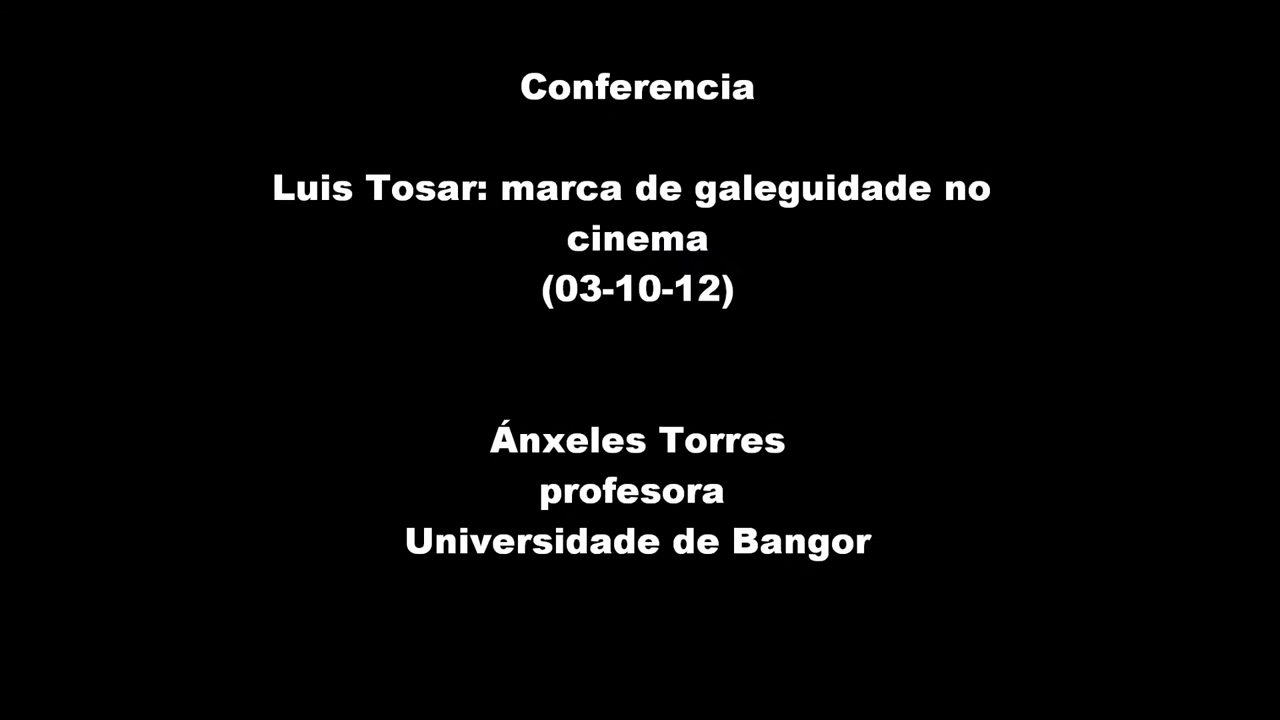 Conferencia
Luis Tosar: marca de galeguidade no
cinema
(03-10-12)
Ánxeles Torres
profesora
Universidade de Bangor